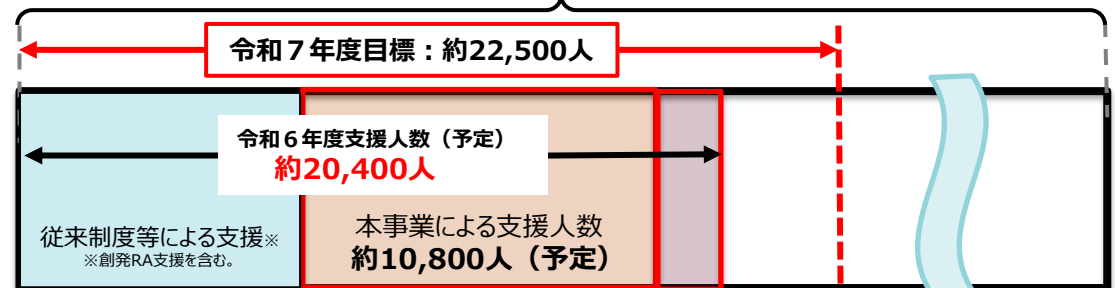 令和７年度目標：約22,500人
令和６年度支援人数（予定）
約20,400人
従来制度等による支援※
※創発RA支援を含む。
本事業による支援人数
約10,800人（予定）